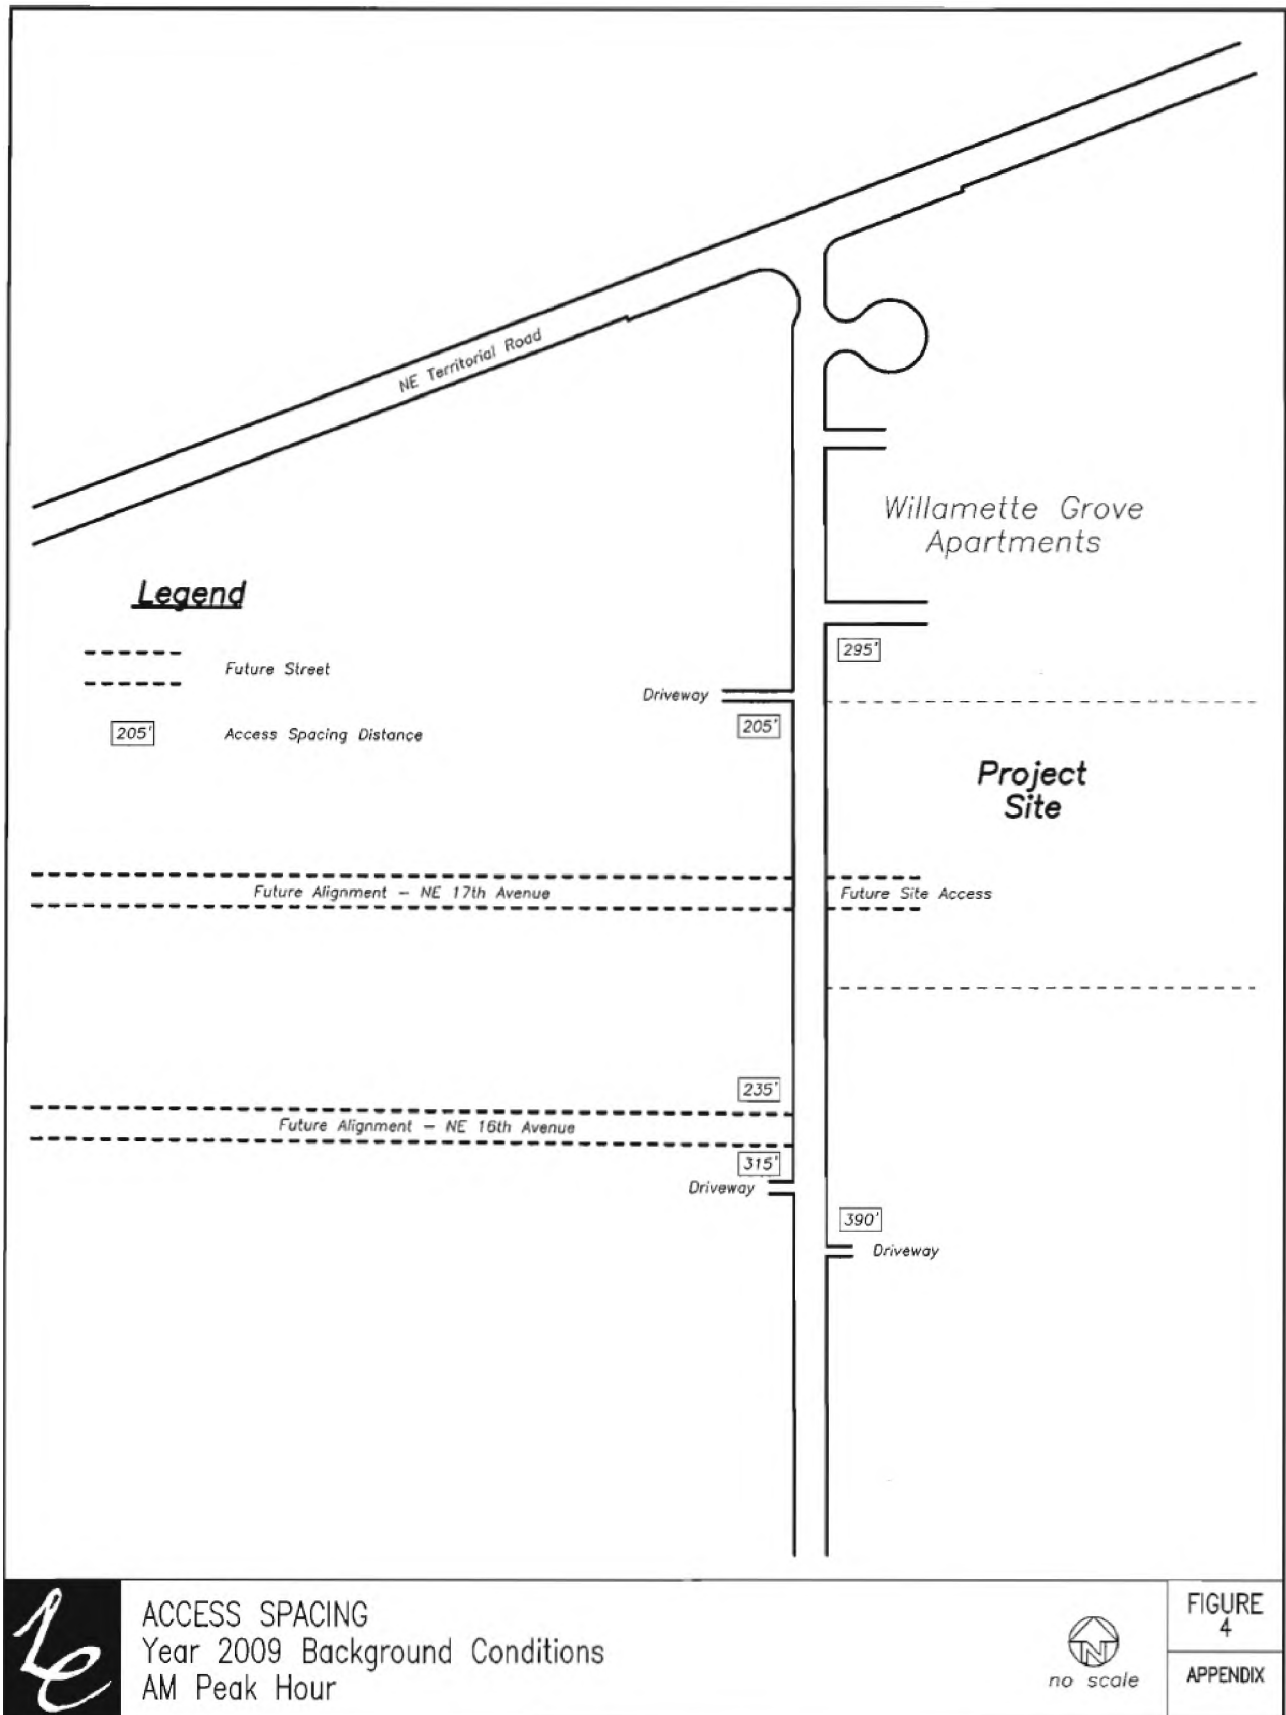 NE Territorial Road
Willamette Grove
Apartments
Legend
Future Street
205'
Access Spacing Distance
295'
Driveway
205'
Project
Site
Future Alignment – NE 17th Avenue
Future Site Access
235'
Future Alignment – NE 16th Avenue
315'
Driveway
390'
Driveway
ACCESS SPACING
Year 2009 Background Conditions
AM Peak Hour
N
no scale
FIGURE
4
APPENDIX